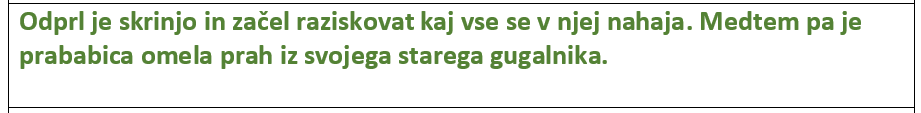 Odprl je skrinjo in začel raziskovat kaj vse se v njej nahaja. Medtem pa je
prababica omela prah iz svojega starega gugalnika.